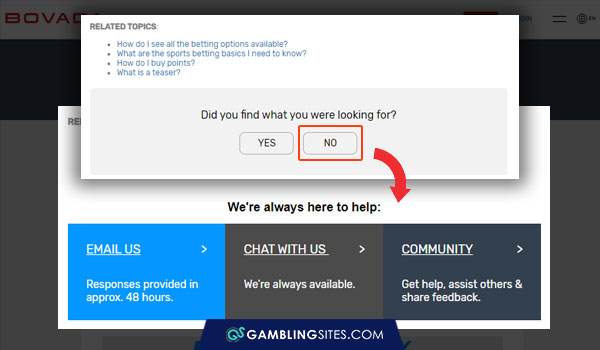 BOVAD
EN
RELATED TOPICS:
How do I see all the betting options available?
What are the sports betting basics I need to know?
How do I buy points?
What is a teaser?
Did you find what you were looking for?
YES
NO
We're always here to help:
EMAIL US >
Responses provided in
approx. 48 hours.
CHAT WITH US >
We're always available.
COMMUNITY >
Get help, assist others &
share feedback.
GAMBLINGSITES.COM